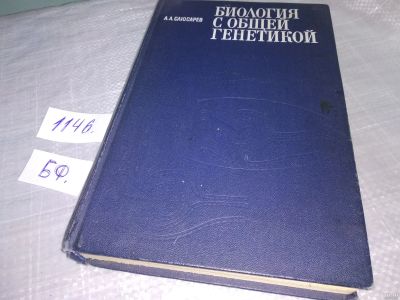 А.А.СЛЮСАРЕВ
БИОЛОГИЯ
С ОБЩЕЙ
ГЕНЕТИКОЙ
1146.
БФ.